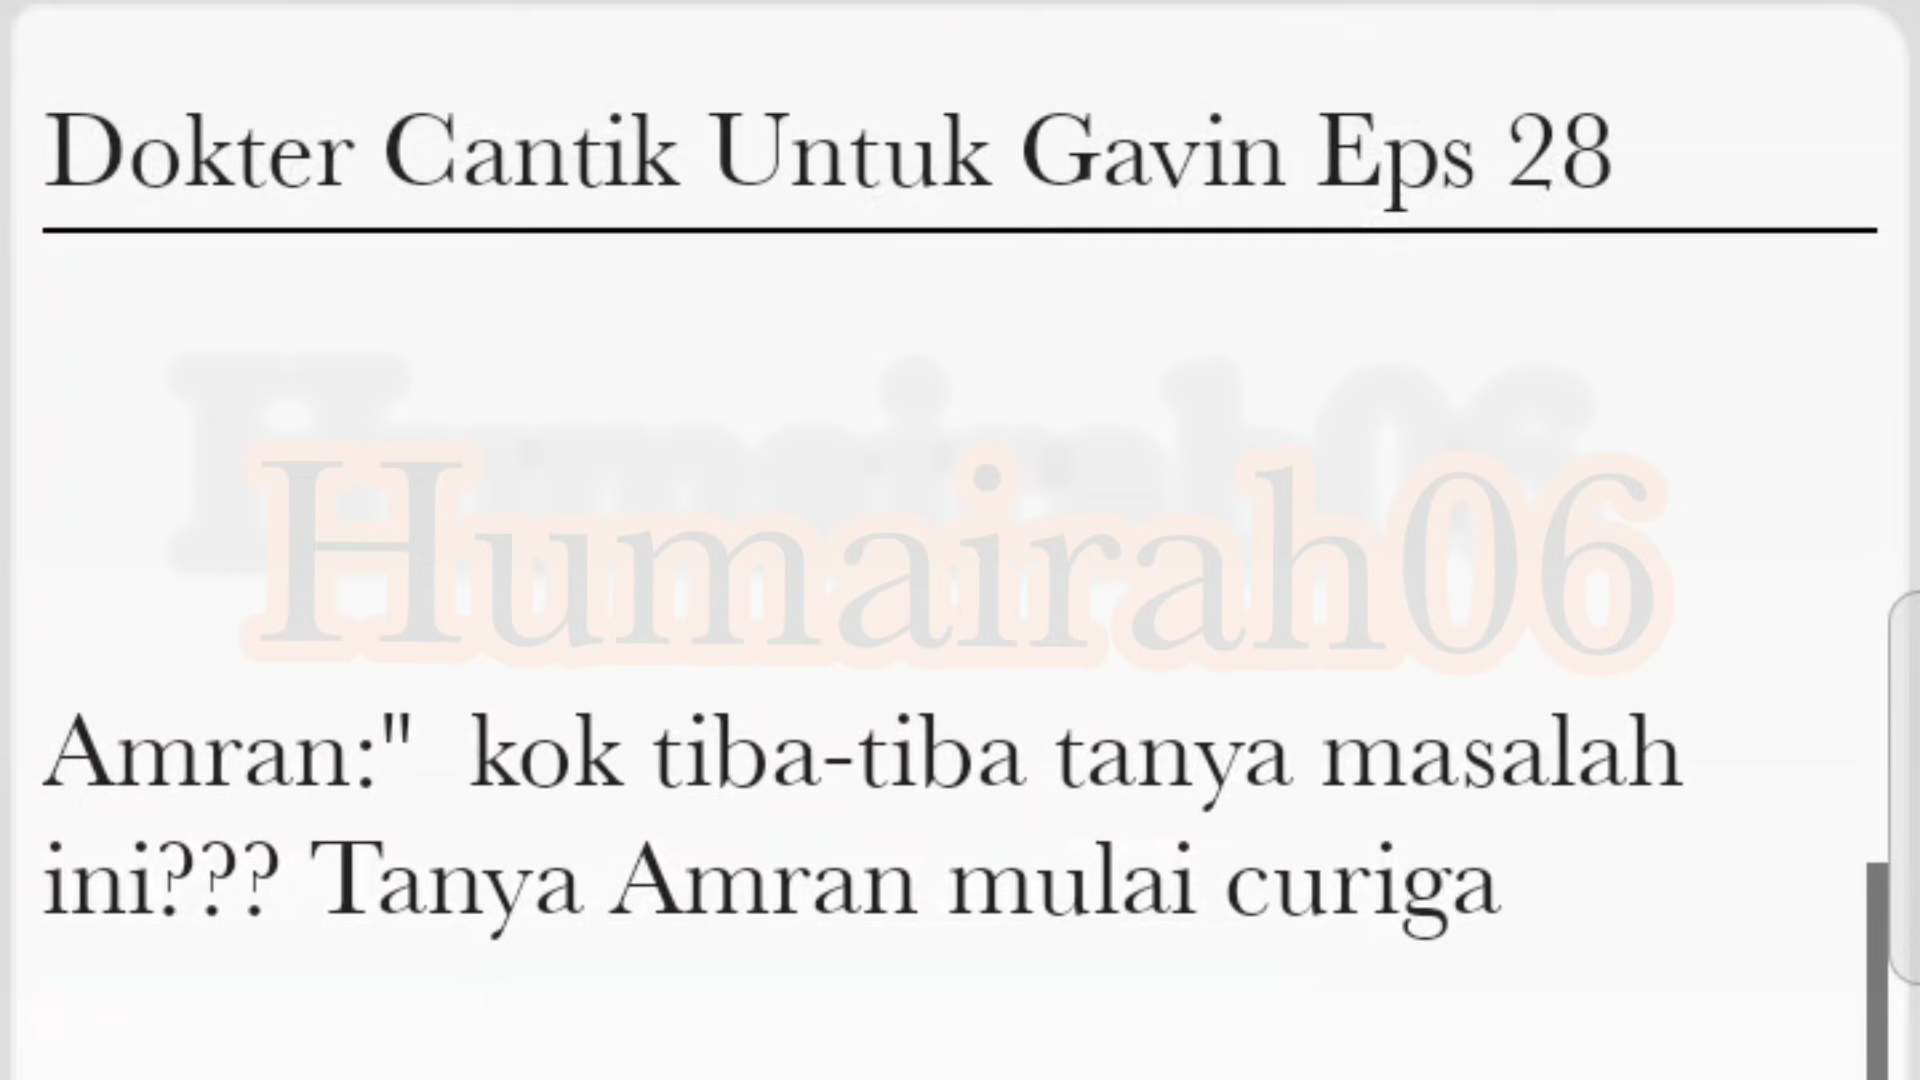 Dokter Cantik Untuk Gavin Eps 28
Humairah06
Amran:"  kok tiba-tiba tanya masalah
ini??? Tanya Amran mulai curiga